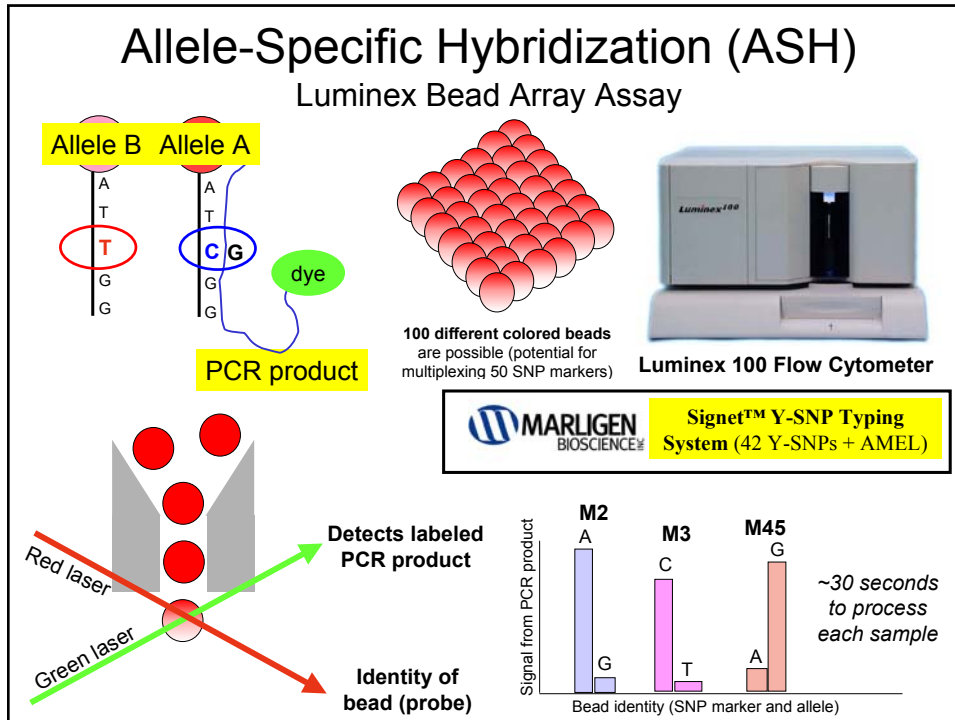 Allele-Specific Hybridization (ASH)
Luminex Bead Array Assay
Allele B
Allele A
A
T
T
G
G
A
T
C G
G
G
dye
PCR product
100 different colored beads
are possible (potential for
multiplexing 50 SNP markers)
Luminex 100
Luminex 100 Flow Cytometer
MARLIGEN
BIOSCIENCE INC
Signet™ Y-SNP Typing
System (42 Y-SNPs + AMEL)
Red laser
Green laser
Detects labeled
PCR product
Identity of
bead (probe)
Signal from PCR product
M2
A
G
M3
C
T
M45
A
G
Bead identity (SNP marker and allele)
~30 seconds
to process
each sample